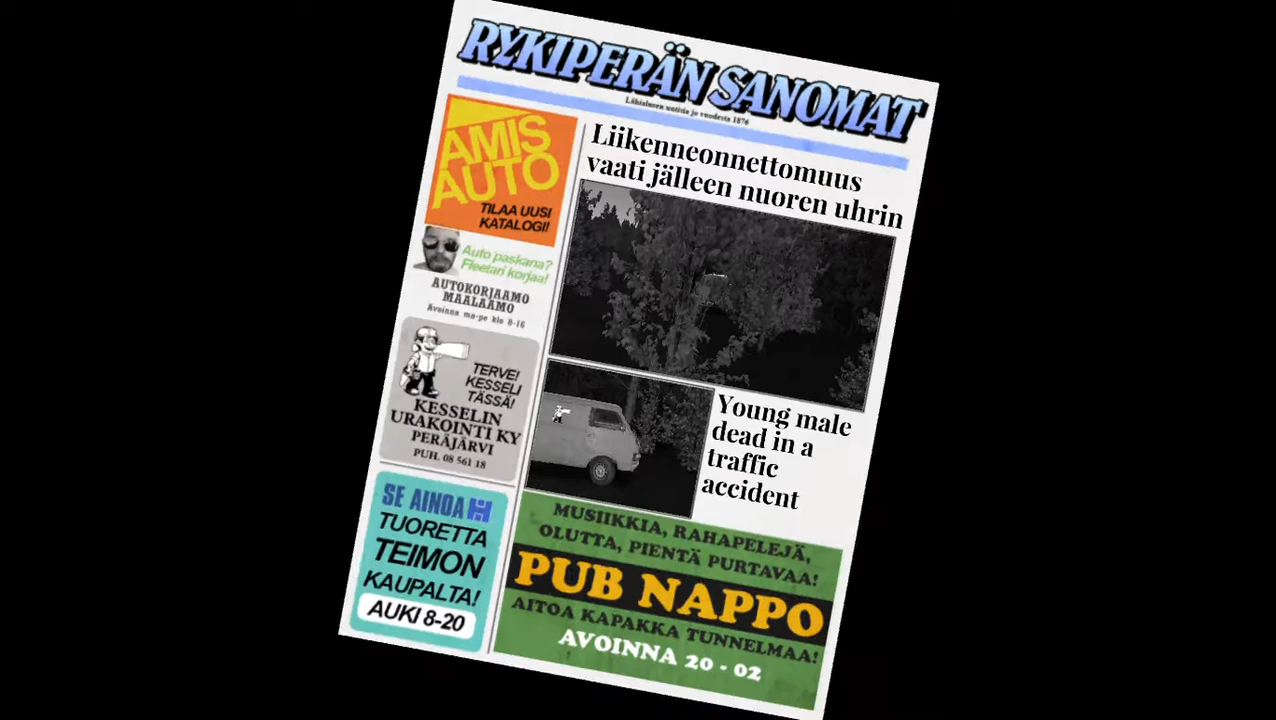 RYKIPERÄN SANOMAT
Lähialueen uutisia jo vuodesta 1876
AMIS
AUTO
TILAA UUSI
KATALOGI!
Auto paskana?
Fleetari korjaa!
AUTOKORJAAMO
MAALAAMO
Avoinna ma-pe klo 8-16
TERVE!
KESSELI
TÄSSÄ!
KESSELIN
URAKOINTI KY
PERÄJÄRVI
PUH. 08 561 18
SE AINOA
TUORETTA
TEIMON
KAUPALTA!
AUKI 8-20
Liikenneonnettomuus
vaati jälleen nuoren uhrin
Young male
dead in a
traffic
accident
MUSIIKKIA, RAHAPELEJÄ,
OLUTTA, PIENTÄ PURTAVAA!
PUB NAPPO
AITOA KAPAKKA TUNNELMAA!
AVOINNA 20 - 02